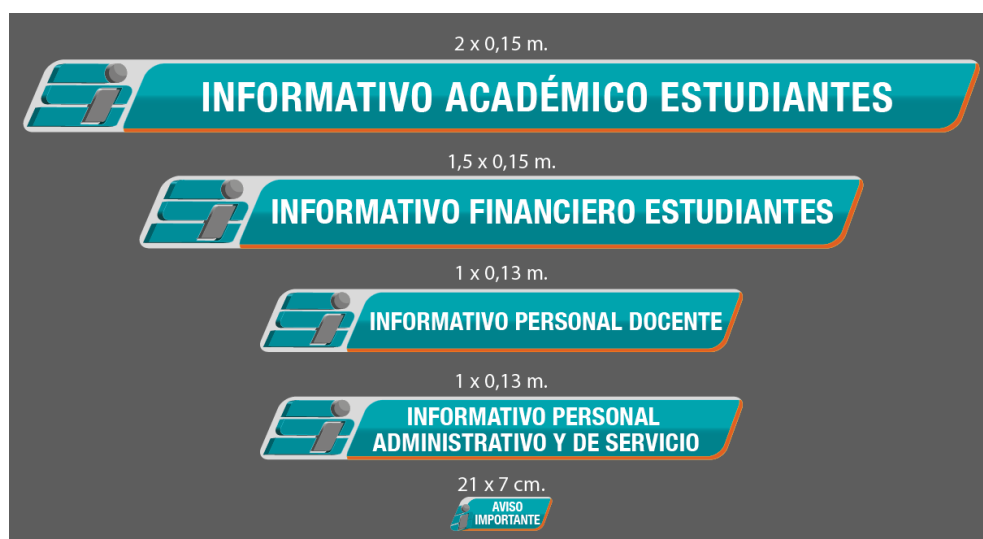 2 x 0,15 m.
INFORMATIVO ACADÉMICO ESTUDIANTES
1,5 x 0,15 m.
INFORMATIVO FINANCIERO ESTUDIANTES
1 x 0,13 m.
INFORMATIVO PERSONAL DOCENTE
1 x 0,13 m.
INFORMATIVO PERSONAL
ADMINISTRATIVO Y DE SERVICIO
21 x 7 cm.
AVISO
IMPORTANTE